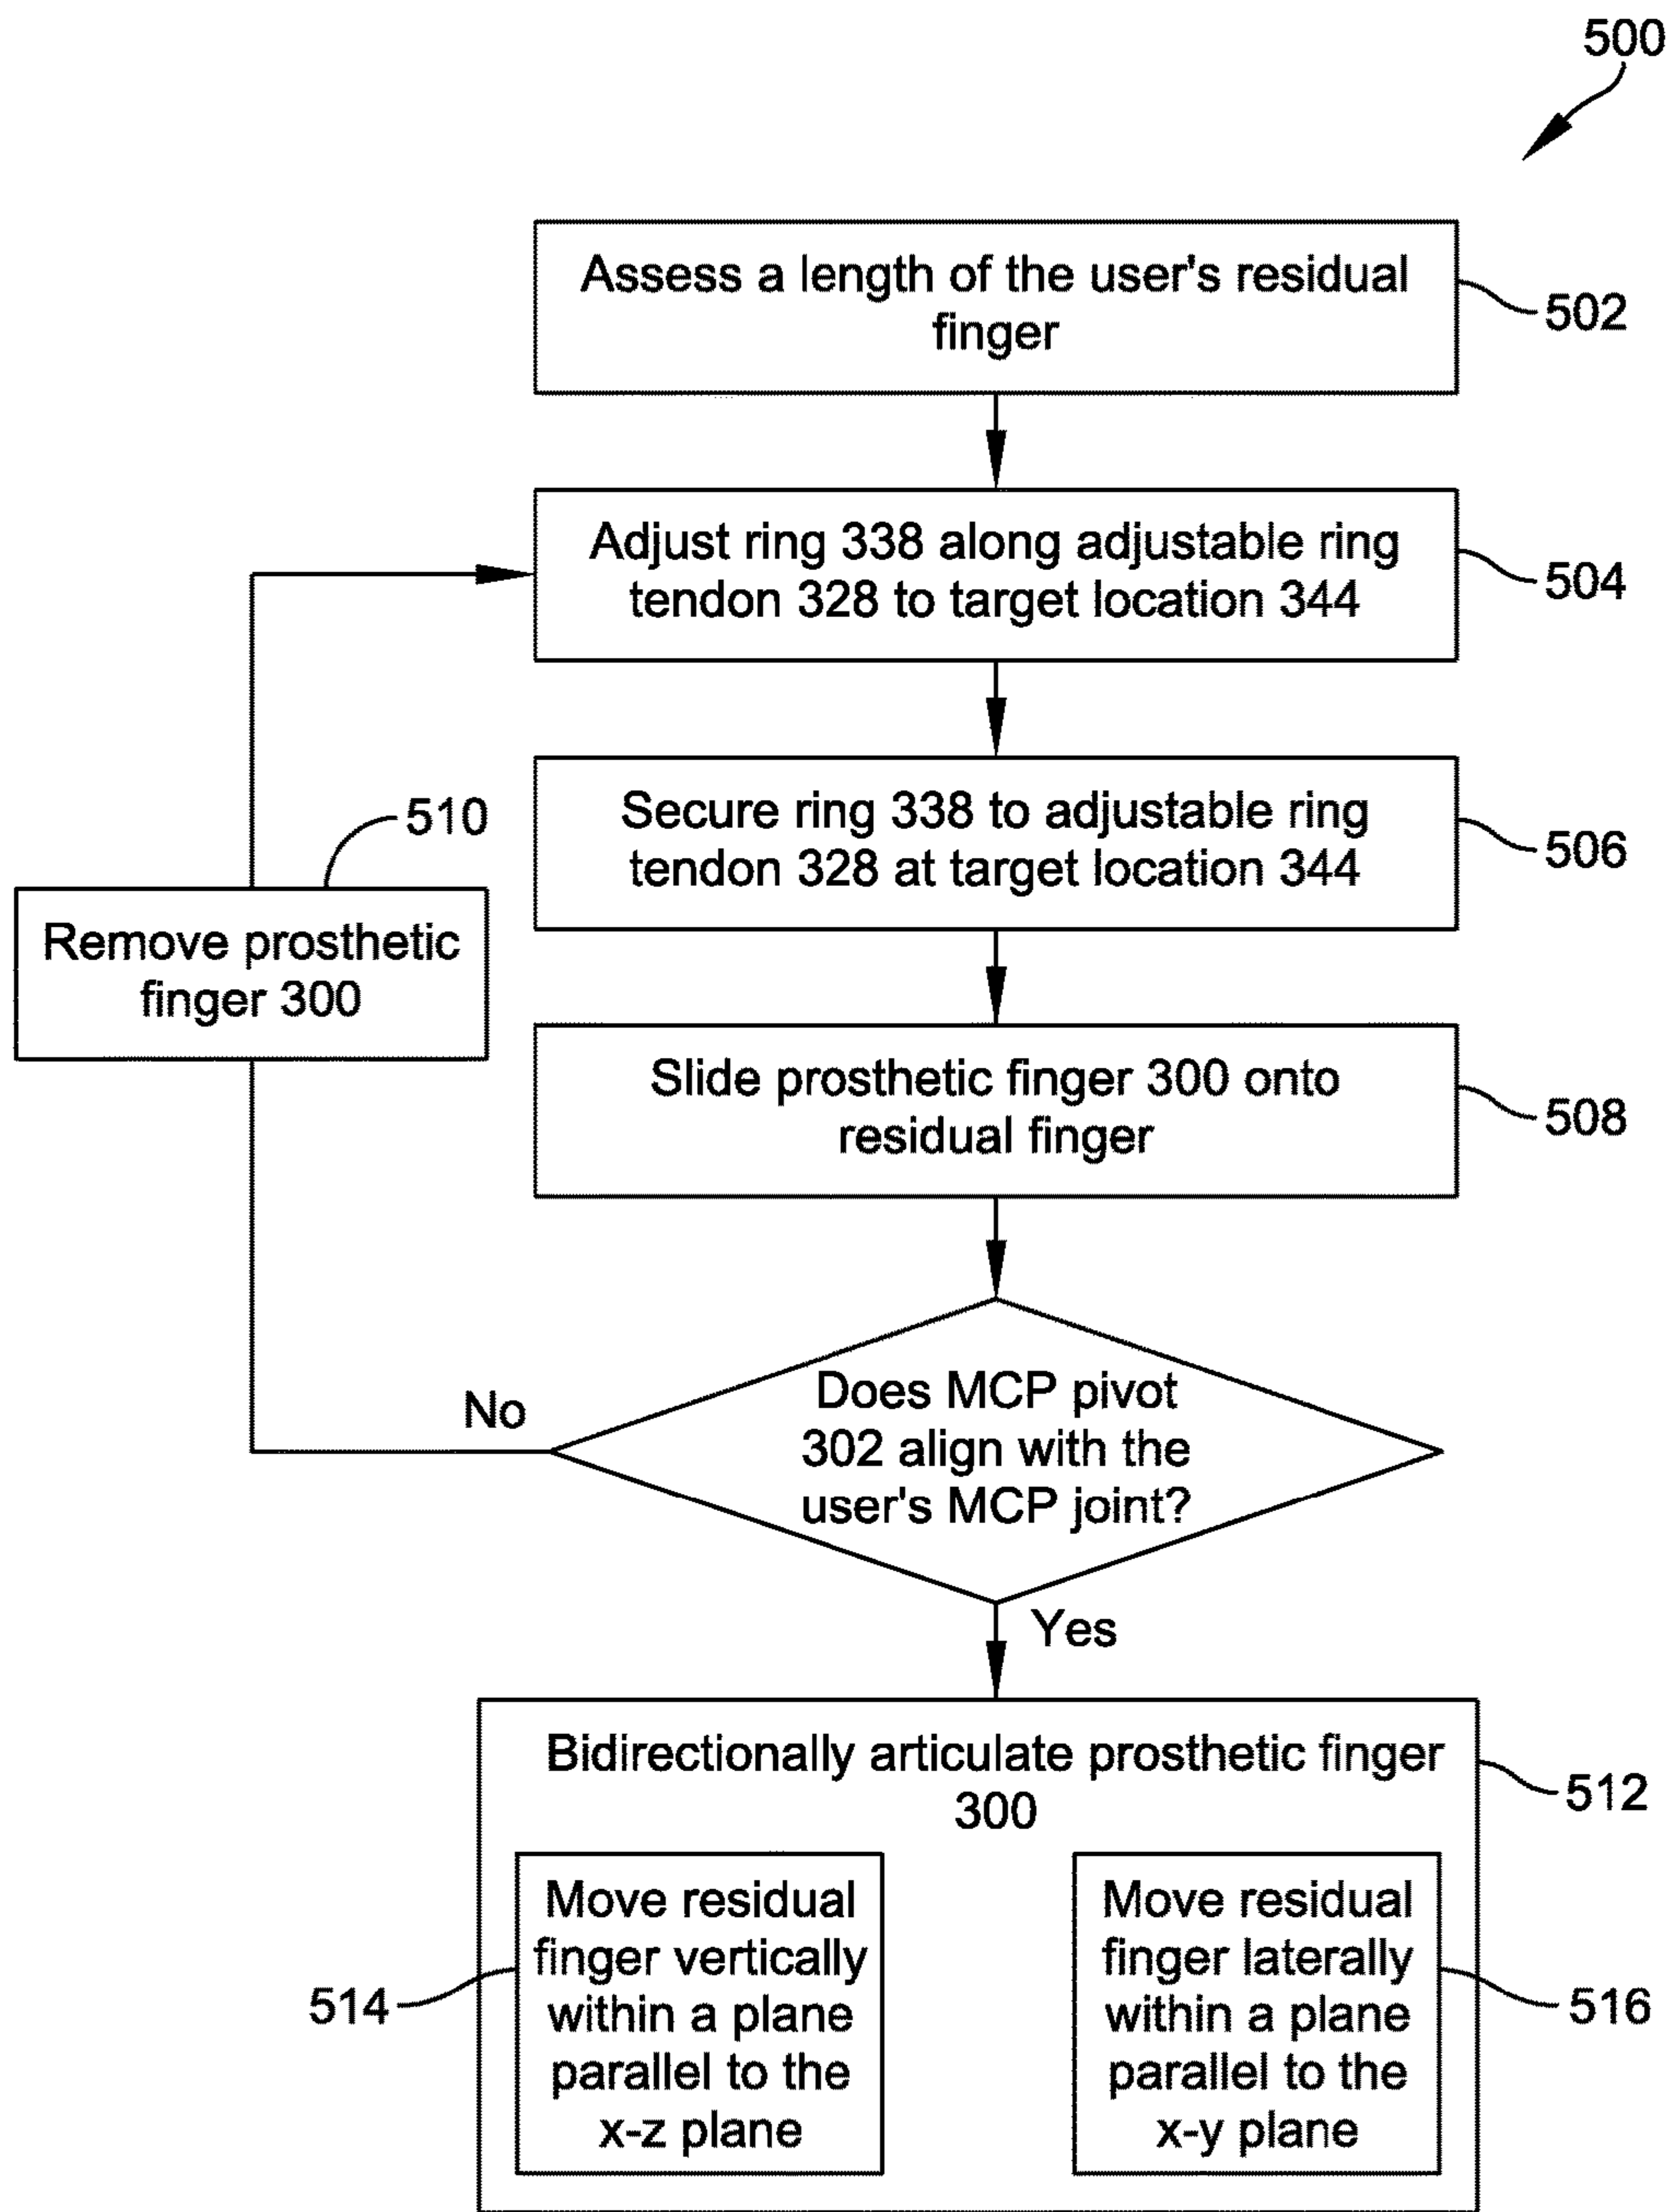 500
Assess a length of the user's residual
finger
502
Adjust ring 338 along adjustable ring
tendon 328 to target location 344
504
Secure ring 338 to adjustable ring
tendon 328 at target location 344
506
510
Remove prosthetic
finger 300
Slide prosthetic finger 300 onto
residual finger
508
Does MCP pivot
302 align with the
user's MCP joint?
No
Yes
Bidirectionally articulate prosthetic finger
300
512
Move residual
finger vertically
within a plane
parallel to the
x-z plane
514
Move residual
finger laterally
within a plane
parallel to the
x-y plane
516